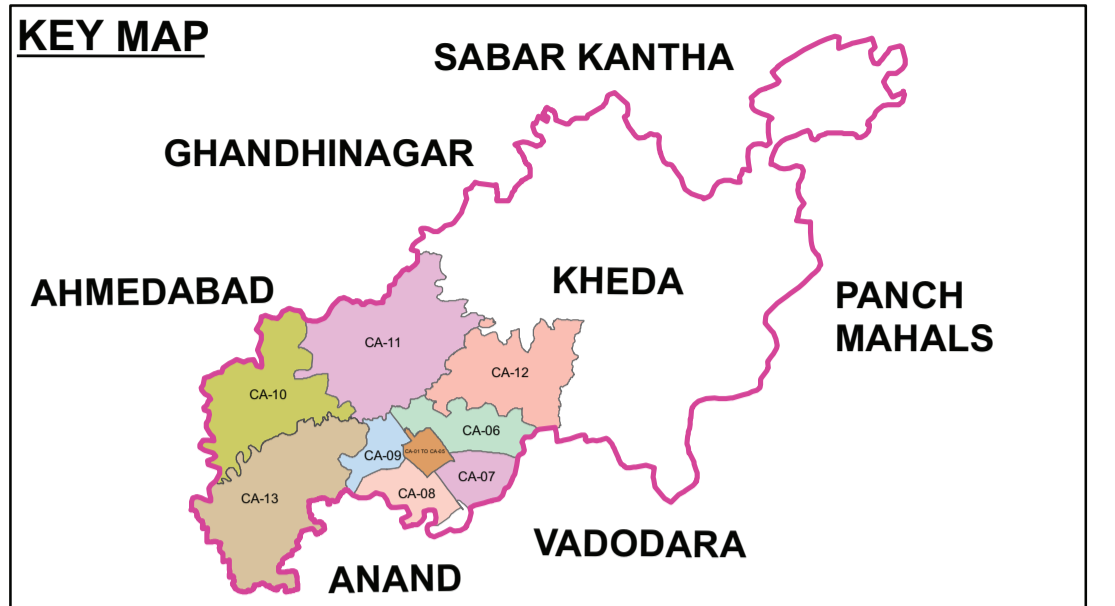 KEY MAP
SABAR KANTHA
GHANDHINAGAR
AHMEDABAD
KHEDA
PANCH
MAHALS
CA-11
CA-12
CA-10
CA-06
CA-09
CA-01 TO CA-05
CA-07
CA-08
CA-13
VADODARA
ANAND